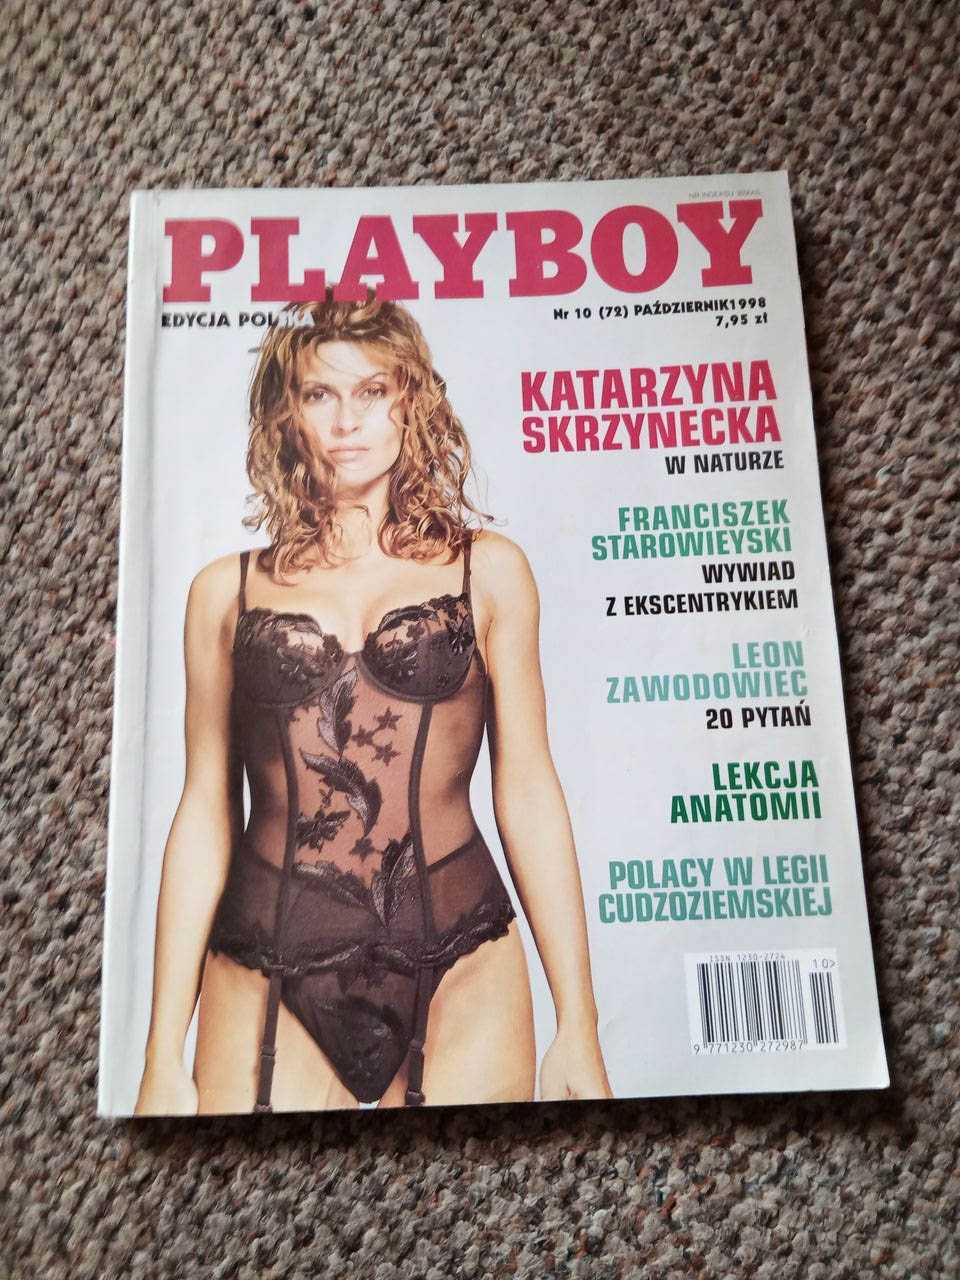 NR INDEKSU 369055
PLAYBOY
EDYCJA POLSKA
Nr 10 (72) PAŹDZIERNIK1998
7,95 zł
KATARZYNA
SKRZYNECKA
W NATURZE
FRANCISZEK
STAROWIEYSKI
WYWIAD
Z EKSCENTRYKIEM
LEON
ZAWODOWIEC
20 PYTAŃ
LEKCJA
ANATOMII
POLACY W LEGII
CUDZOZIEMSKIEJ
ISSN 1230-2724
10>
9 771230 272987